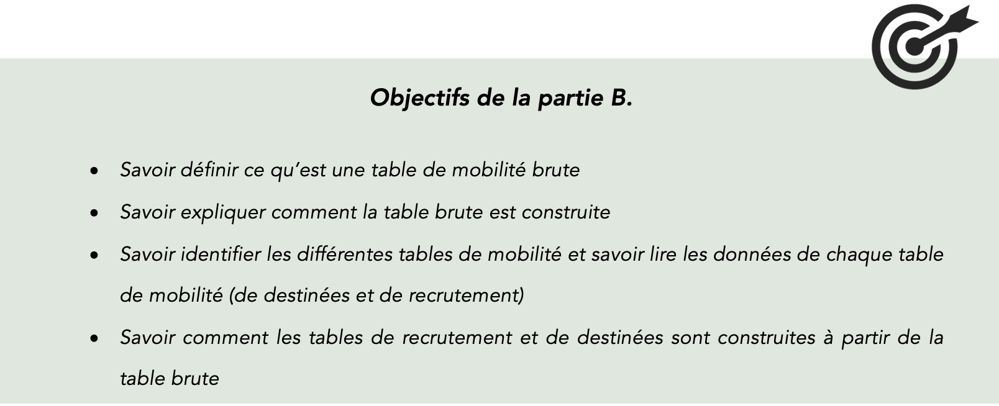 Objectifs de la partie B.
• Savoir définir ce qu’est une table de mobilité brute
• Savoir expliquer comment la table brute est construite
• Savoir identifier les différentes tables de mobilité et savoir lire les données de chaque table
de mobilité (de destinées et de recrutement)
• Savoir comment les tables de recrutement et de destinées sont construites à partir de la
table brute